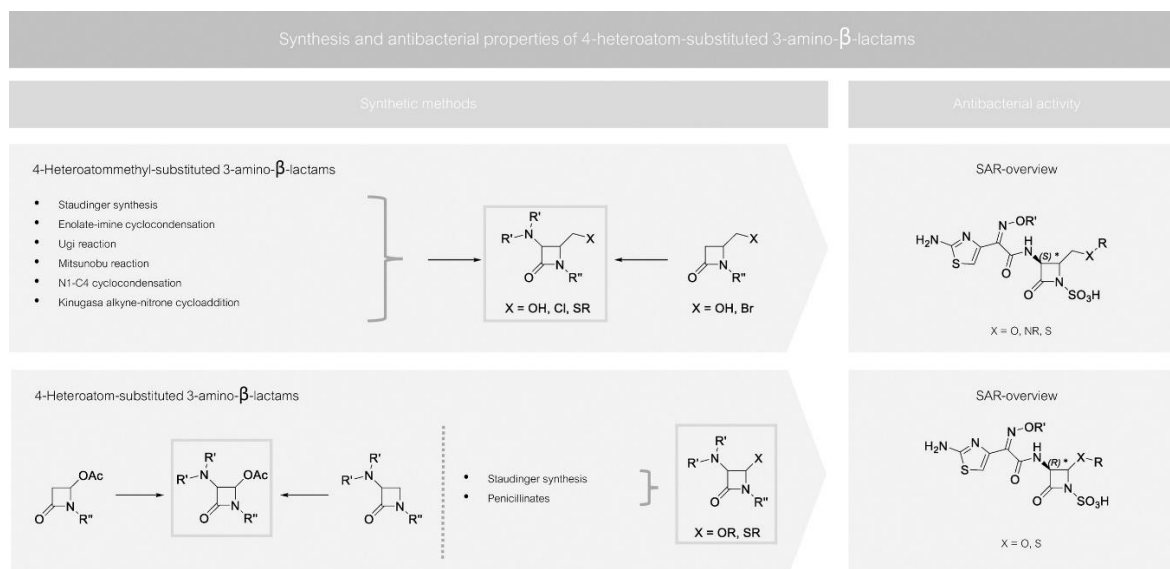 Synthesis and antibacterial properties of 4-heteroatom-substituted 3-amino-β-lactams
Synthetic methods
Antibacterial activity
4-Heteroatommethyl-substituted 3-amino-β-lactams
• Staudinger synthesis
• Enolate-imine cyclocondensation
• Ugi reaction
• Mitsunobu reaction
• N1-C4 cyclocondensation
• Kinugasa alkyne-nitrone cycloaddition
R'
R' N X
O N R"
X = OH, Cl, SR
X
O N R"
X = OH, Br
SAR-overview
N OR'
H2N N H N (S) * X R
S O O N SO3H
X = O, NR, S
4-Heteroatom-substituted 3-amino-β-lactams
OAc
O N R"
R'
R' N OAc
O N R"
R'
R' N
O N R"
• Staudinger synthesis
• Penicillinates
R'
R' N X
O N R"
X = OR, SR
SAR-overview
N OR'
H2N N H N (R) * X R
S O O N SO3H
X = O, S